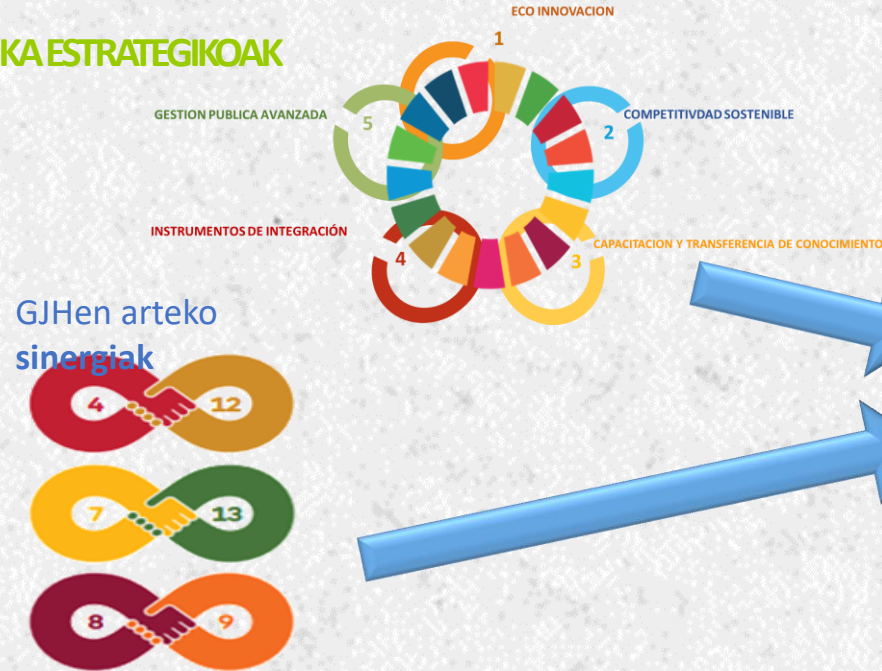 ECO INNOVACION
KA ESTRATEGIKOAK
1
GESTION PUBLICA AVANZADA
5
2
COMPETITIVDAD SOSTENIBLE
INSTRUMENTOS DE INTEGRACIÓN
4
3
CAPACITACION Y TRANSFERENCIA DE CONOCIMIENTO
GJHen arteko
sinergiak
4 12
7 13
8 9